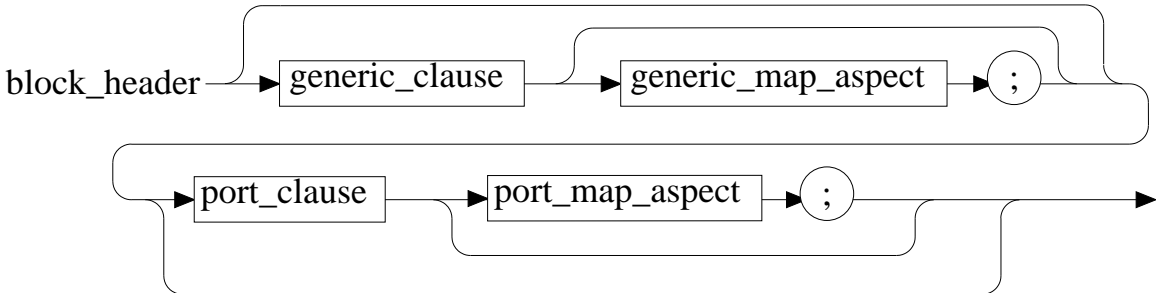 block_header generic_clause generic_map_aspect ;
port_clause port_map_aspect ;